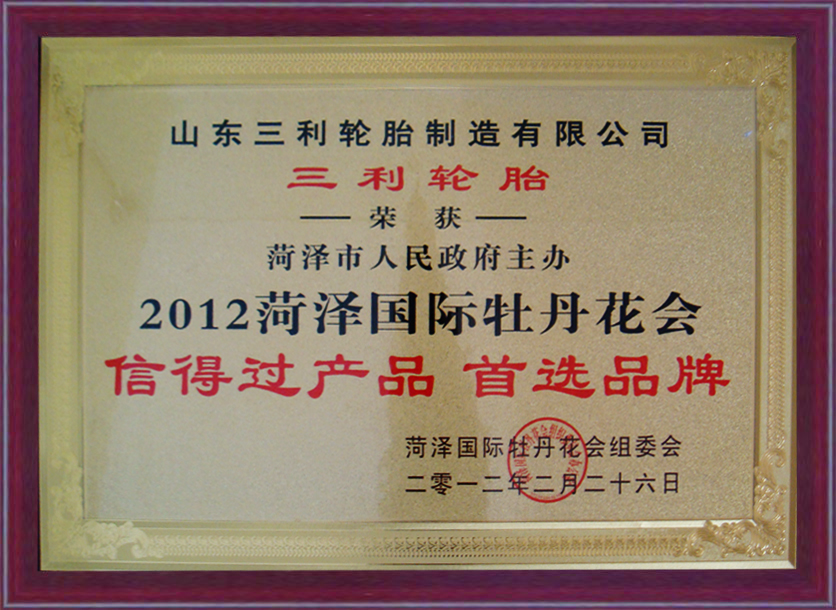 山东三利轮胎制造有限公司
三利轮胎
荣 获
菏泽市人民政府主办
2012菏泽国际牡丹花会
信得过产品 首选品牌
菏泽国际牡丹花会组委会
二零一二年二月二十六日